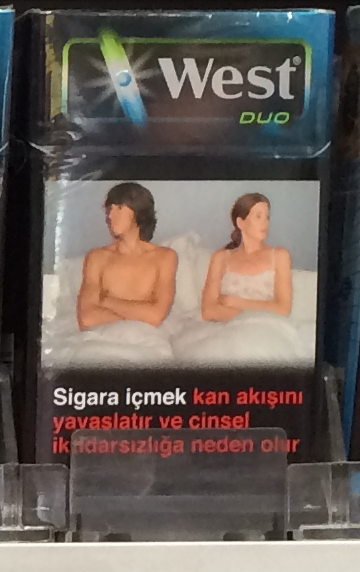 West
DUO
Sigara içmek kan akışını
yavaşlatır ve cinsel
iktidarsızlığa neden olur